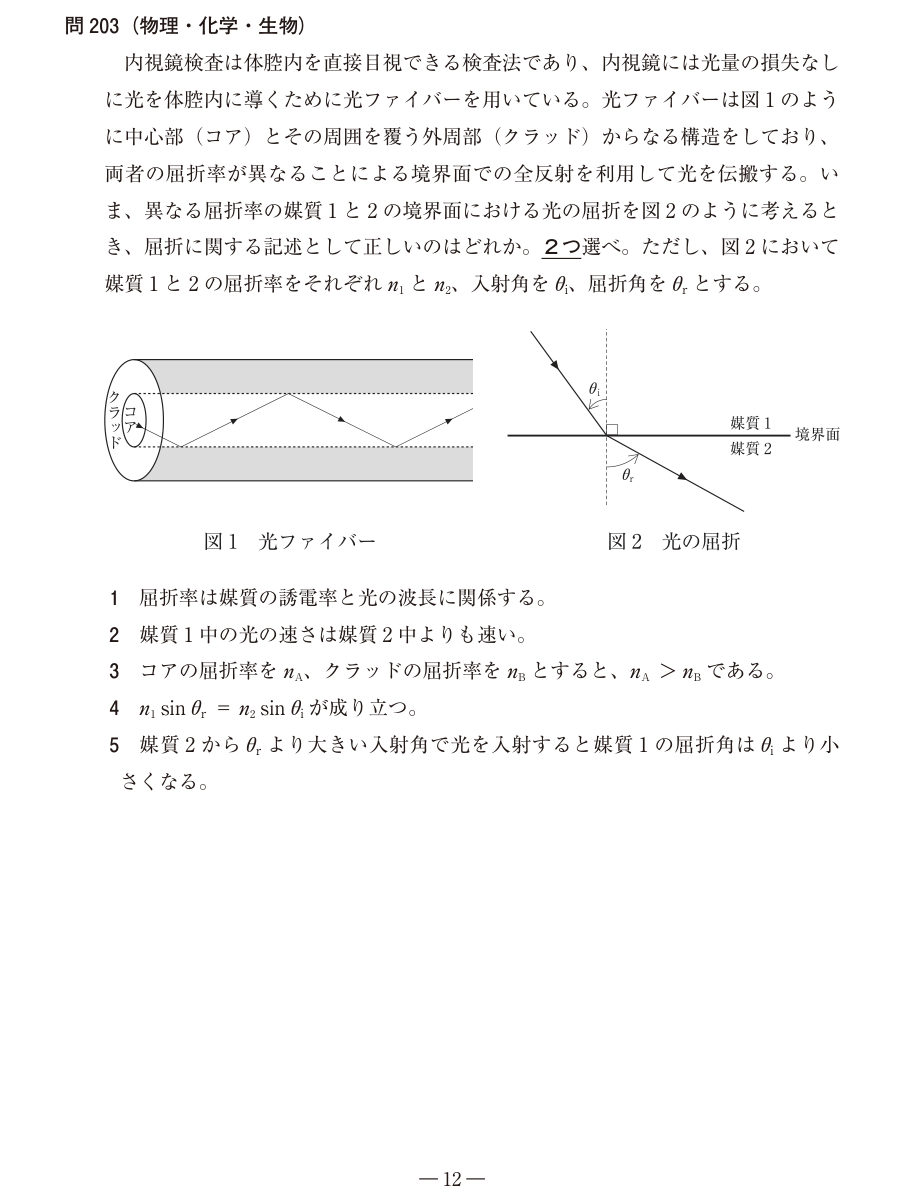 問 203（物理・化学・生物）
内視鏡検査は体腔内を直接目視できる検査法であり、内視鏡には光量の損失なし
に光を体腔内に導くために光ファイバーを用いている。光ファイバーは図１のよう
に中心部（コア）とその周囲を覆う外周部（クラッド）からなる構造をしており、
両者の屈折率が異なることによる境界面での全反射を利用して光を伝搬する。い
ま、異なる屈折率の媒質１と２の境界面における光の屈折を図２のように考えると
き、屈折に関する記述として正しいのはどれか。２つ選べ。ただし、図２において
媒質１と２の屈折率をそれぞれ n₁ と n₂、入射角を θi、屈折角を θr とする。
クラッド
コア
θi
媒質１
境界面
媒質２
θr
図１　光ファイバー
図２　光の屈折
1　屈折率は媒質の誘電率と光の波長に関係する。
2　媒質１中の光の速さは媒質２中よりも速い。
3　コアの屈折率を nA、クラッドの屈折率を nB とすると、nA ＞ nB である。
4　n₁ sin θr ＝ n₂ sin θi が成り立つ。
5　媒質２から θr より大きい入射角で光を入射すると媒質１の屈折角は θi より小
さくなる。
― 12 ―